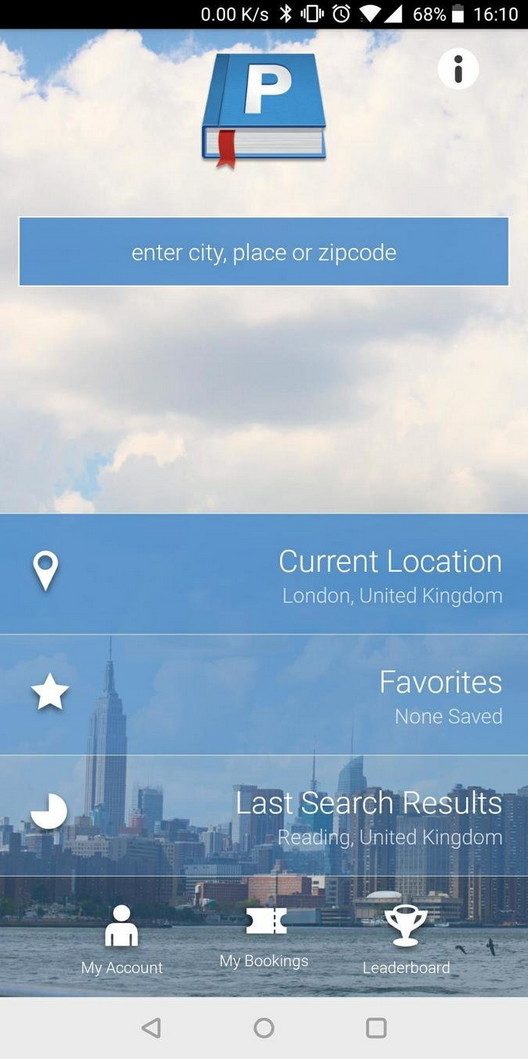 0.00 K/s 68% 16:10
P
enter city, place or zipcode
Current Location
London, United Kingdom
Favorites
None Saved
Last Search Results
Reading, United Kingdom
My Account My Bookings Leaderboard